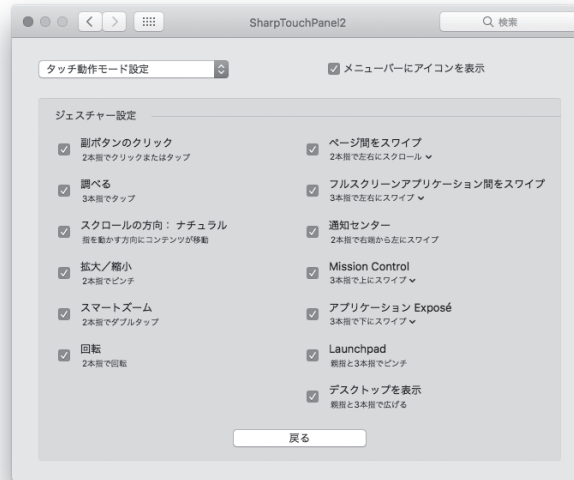 SharpTouchPanel2
検索
タッチ動作モード設定
メニューバーにアイコンを表示
ジェスチャー設定
副ボタンのクリック
2本指でクリックまたはタップ
調べる
3本指でタップ
スクロールの方向： ナチュラル
指を動かす方向にコンテンツが移動
拡大／縮小
2本指でピンチ
スマートズーム
2本指でダブルタップ
回転
2本指で回転
ページ間をスワイプ
2本指で左右にスクロール
フルスクリーンアプリケーション間をスワイプ
3本指で左右にスワイプ
通知センター
2本指で右端から左にスワイプ
Mission Control
3本指で上にスワイプ
アプリケーション Exposé
3本指で下にスワイプ
Launchpad
親指と3本指でピンチ
デスクトップを表示
親指と3本指で広げる
戻る